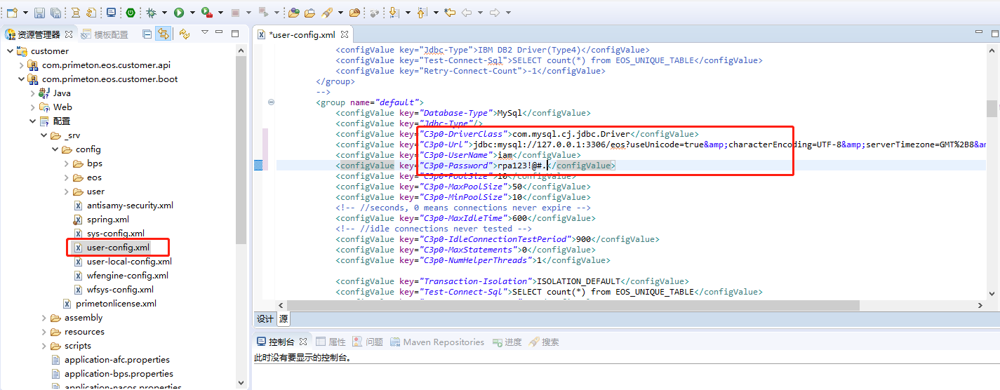 资源管理器
模板配置
customer
com.primeton.eos.customer.api
com.primeton.eos.customer.boot
Java
Web
配置
_srv
config
bps
eos
user
antisamy-security.xml
spring.xml
sys-config.xml
user-config.xml
user-local-config.xml
wfengine-config.xml
wfsys-config.xml
primetonlicense.xml
assembly
resources
scripts
application-afc.properties
application-bps.properties
application-nacos.properties
*user-config.xml
<configValue key="Jdbc-Type">IBM DB2 Driver(Type4)</configValue>
<configValue key="Test-Connect-Sql">SELECT count(*) from EOS_UNIQUE_TABLE</configValue>
<configValue key="Retry-Connect-Count">-1</configValue>
</group>
-->
<group name="default">
<configValue key="Database-Type">MySql</configValue>
<configValue key="Jdbc-Type"/>
<configValue key="C3p0-DriverClass">com.mysql.cj.jdbc.Driver</configValue>
<configValue key="C3p0-Url">jdbc:mysql://127.0.0.1:3306/eos?useUnicode=true&amp;characterEncoding=UTF-8&amp;serverTimezone=GMT%2B8&am
<configValue key="C3p0-UserName">iam</configValue>
<configValue key="C3p0-Password">rpa123!@#.</configValue>
<configValue key="C3p0-PoolSize">10</configValue>
<configValue key="C3p0-MaxPoolSize">50</configValue>
<configValue key="C3p0-MinPoolSize">10</configValue>
<!-- //seconds, 0 means connections never expire -->
<configValue key="C3p0-MaxIdleTime">600</configValue>
<!-- //idle connections never tested -->
<configValue key="C3p0-IdleConnectionTestPeriod">900</configValue>
<configValue key="C3p0-MaxStatements">0</configValue>
<configValue key="C3p0-NumHelperThreads">1</configValue>
<configValue key="Transaction-Isolation">ISOLATION_DEFAULT</configValue>
<configValue key="Test-Connect-Sql">SELECT count(*) from EOS_UNIQUE_TABLE</configValue>
设计 源
控制台 属性 问题 Maven Repositories 进度 搜索
此时没有要显示的控制台。